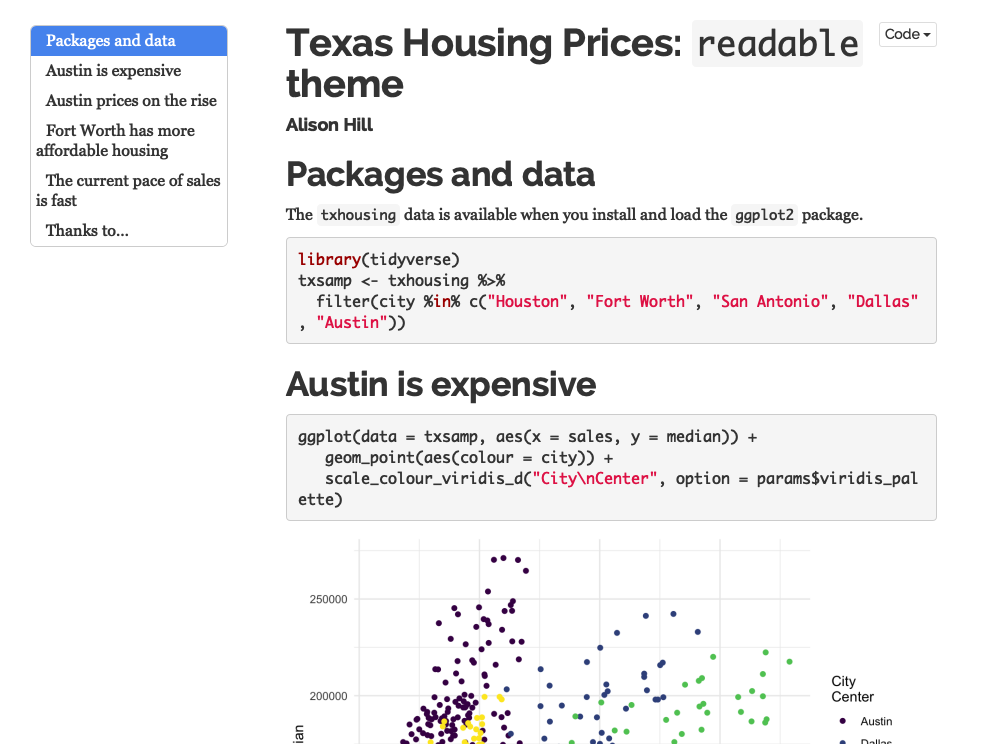 Packages and data
Austin is expensive
Austin prices on the rise
Fort Worth has more
affordable housing
The current pace of sales
is fast
Thanks to...
Texas Housing Prices: readable
theme
Code
Alison Hill
Packages and data
The txhousing data is available when you install and load the ggplot2 package.
library(tidyverse)
txsamp <- txhousing %>%
  filter(city %in% c("Houston", "Fort Worth", "San Antonio", "Dallas"
, "Austin"))
Austin is expensive
ggplot(data = txsamp, aes(x = sales, y = median)) +
   geom_point(aes(colour = city)) +
   scale_colour_viridis_d("City\nCenter", option = params$viridis_pal
ette)
250000
200000
City
Center
Austin
Dallas